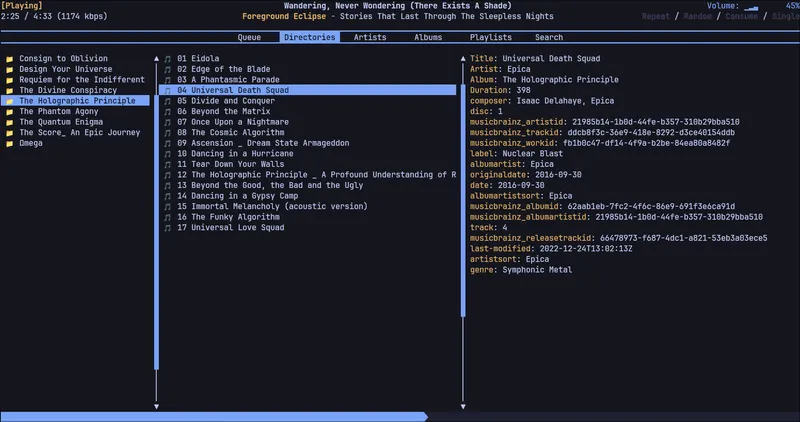 [Playing] Wandering, Never Wondering (There Exists A Shade) Volume: 45%
2:25 / 4:33 (1174 kbps) Foreground Eclipse - Stories That Last Through The Sleepless Nights Repeat / Random / Consume / Single
Queue Directories Artists Albums Playlists Search
Consign to Oblivion
Design Your Universe
Requiem for the Indifferent
The Divine Conspiracy
The Holographic Principle
The Phantom Agony
The Quantum Enigma
The Score_ An Epic Journey
Omega
01 Eidola
02 Edge of the Blade
03 A Phantasmic Parade
04 Universal Death Squad
05 Divide and Conquer
06 Beyond the Matrix
07 Once Upon a Nightmare
08 The Cosmic Algorithm
09 Ascension _ Dream State Armageddon
10 Dancing in a Hurricane
11 Tear Down Your Walls
12 The Holographic Principle _ A Profound Understanding of R
13 Beyond the Good, the Bad and the Ugly
14 Dancing in a Gypsy Camp
15 Immortal Melancholy (acoustic version)
16 The Funky Algorithm
17 Universal Love Squad
Title: Universal Death Squad
Artist: Epica
Album: The Holographic Principle
Duration: 398
composer: Isaac Delahaye, Epica
disc: 1
musicbrainz_artistid: 21985b14-1b0d-44fe-b357-310b29bba510
musicbrainz_trackid: ddcb8f3c-36e9-418e-8292-d3ce40154ddb
musicbrainz_workid: fb1b0c47-df14-4f9a-b2be-84ea80a8482f
label: Nuclear Blast
albumartist: Epica
originaldate: 2016-09-30
date: 2016-09-30
albumartistsort: Epica
musicbrainz_albumid: 62aab1eb-7fc2-4f6c-86e9-691f3e6ca91d
musicbrainz_albumartistid: 21985b14-1b0d-44fe-b357-310b29bba510
track: 4
musicbrainz_releasetrackid: 66478973-f687-4dc1-a821-53eb3a03ece5
last-modified: 2022-12-24T13:02:13Z
artistsort: Epica
genre: Symphonic Metal